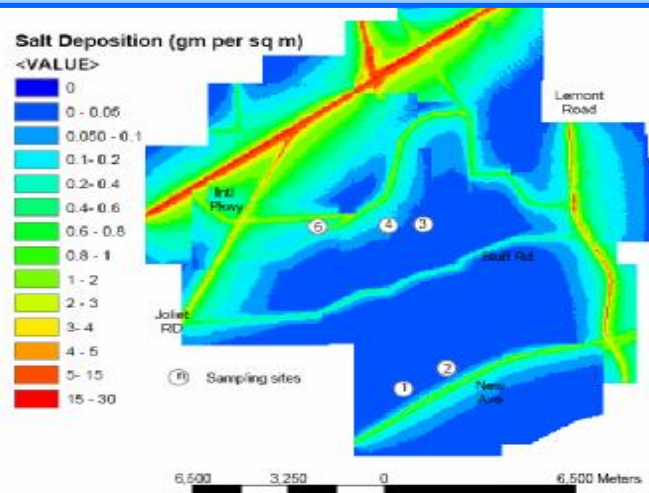 Salt Deposition (gm per sq m)
<VALUE>
0
0 - 0.05
0.050 - 0.1
0.1- 0.2
0.2- 0.4
0.4- 0.6
0.6 - 0.8
0.8 - 1
1 - 2
2 - 3
3- 4
4 - 5
5- 15
15 - 30
n Sampling sites
Lemont
Road
Intl
Pkwy
5
4
3
Bluff Rd
Joliet
RD
1
2
New
Ave
6,500 3,250 0 6,500 Meters